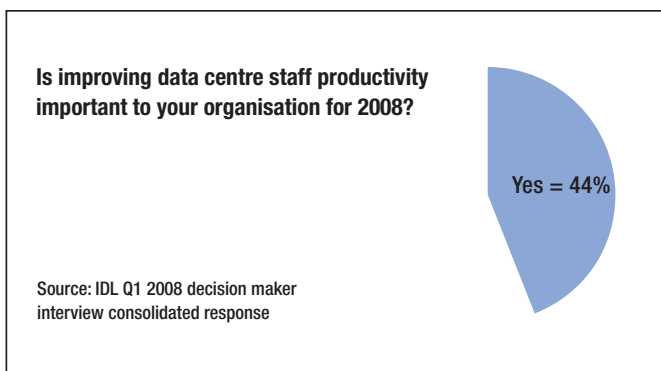 Is improving data centre staff productivity
important to your organisation for 2008?
Yes = 44%
Source: IDL Q1 2008 decision maker
interview consolidated response